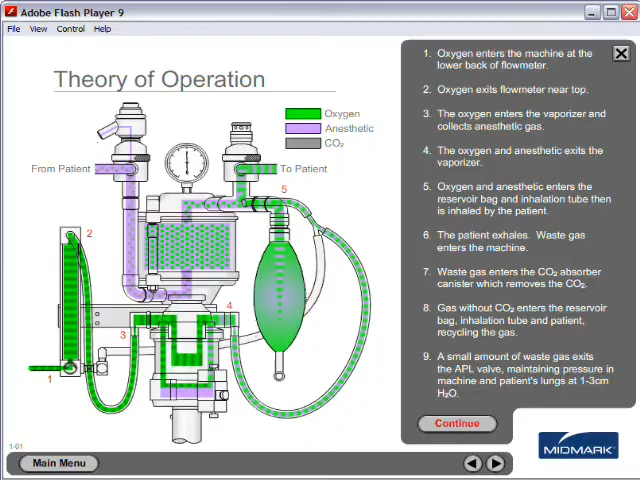 Adobe Flash Player 9
File View Control Help
Theory of Operation
Oxygen
Anesthetic
CO₂
From Patient
To Patient
5
2
4
3
1
1. Oxygen enters the machine at the
lower back of flowmeter.
2. Oxygen exits flowmeter near top.
3. The oxygen enters the vaporizer and
collects anesthetic gas.
4. The oxygen and anesthetic exits the
vaporizer.
5. Oxygen and anesthetic enters the
reservoir bag and inhalation tube then
is inhaled by the patient.
6. The patient exhales. Waste gas
enters the machine.
7. Waste gas enters the CO₂ absorber
canister which removes the CO₂.
8. Gas without CO₂ enters the reservoir
bag, inhalation tube and patient,
recycling the gas.
9. A small amount of waste gas exits
the APL valve, maintaining pressure in
machine and patient's lungs at 1-3cm
H₂O.
Continue
1-01
Main Menu
MIDMARK